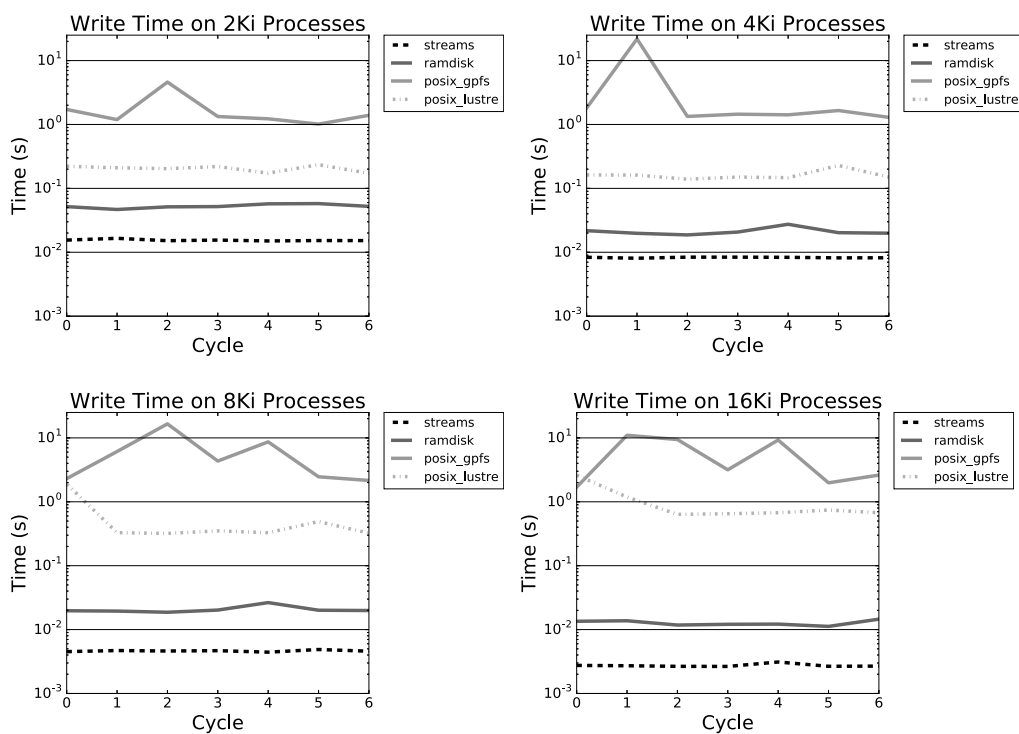 Write Time on 2Ki Processes
Time (s)
10^1
10^0
10^-1
10^-2
10^-3
0 1 2 3 4 5 6
Cycle
streams
ramdisk
posix_gpfs
posix_lustre
Write Time on 4Ki Processes
Time (s)
10^1
10^0
10^-1
10^-2
10^-3
0 1 2 3 4 5 6
Cycle
streams
ramdisk
posix_gpfs
posix_lustre
Write Time on 8Ki Processes
Time (s)
10^1
10^0
10^-1
10^-2
10^-3
0 1 2 3 4 5 6
Cycle
streams
ramdisk
posix_gpfs
posix_lustre
Write Time on 16Ki Processes
Time (s)
10^1
10^0
10^-1
10^-2
10^-3
0 1 2 3 4 5 6
Cycle
streams
ramdisk
posix_gpfs
posix_lustre